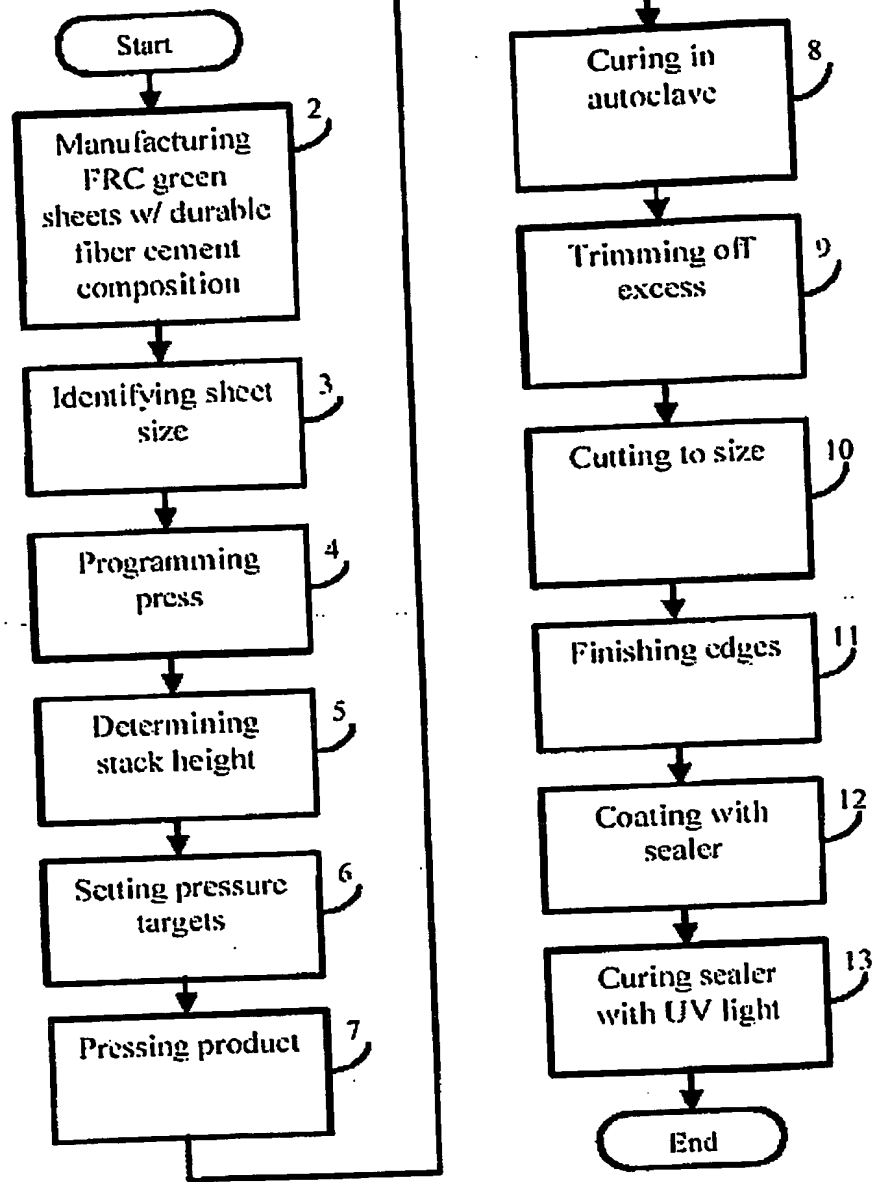 Start
2
Manufacturing
FRC green
sheets w/ durable
fiber cement
composition
3
Identifying sheet
size
4
Programming
press
5
Determining
stack height
6
Setting pressure
targets
7
Pressing product
8
Curing in
autoclave
9
Trimming off
excess
10
Cutting to size
11
Finishing edges
12
Coating with
sealer
13
Curing sealer
with UV light
End